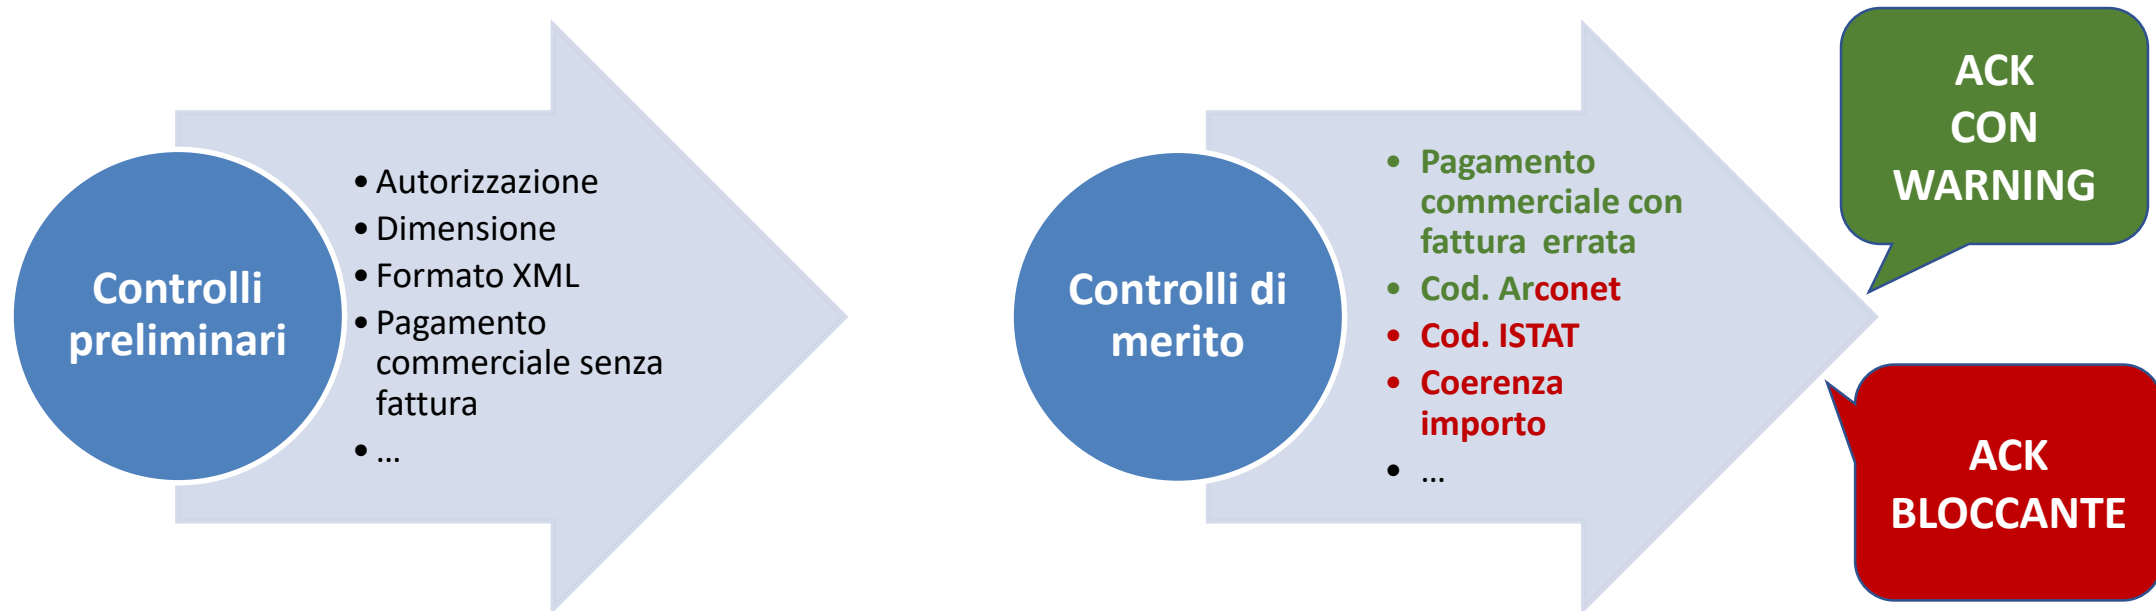 Controlli
preliminari
• Autorizzazione
• Dimensione
• Formato XML
• Pagamento
commerciale senza
fattura
• ...
Controlli di
merito
• Pagamento
commerciale con
fattura errata
• Cod. Arconet
• Cod. ISTAT
• Coerenza
importo
• ...
ACK
CON
WARNING
ACK
BLOCCANTE